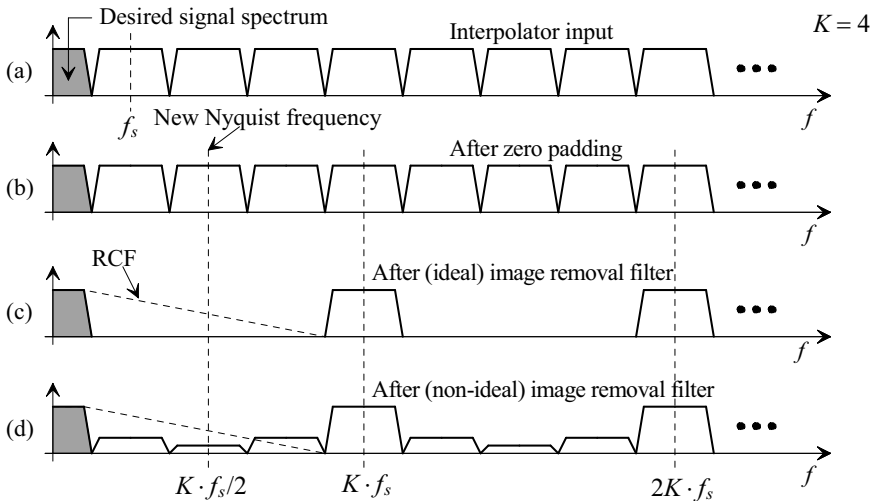 Desired signal spectrum
Interpolator input
K = 4
(a)
f_s
f
New Nyquist frequency
After zero padding
(b)
f
RCF
After (ideal) image removal filter
(c)
f
After (non-ideal) image removal filter
(d)
f
K · f_s/2
K · f_s
2K · f_s